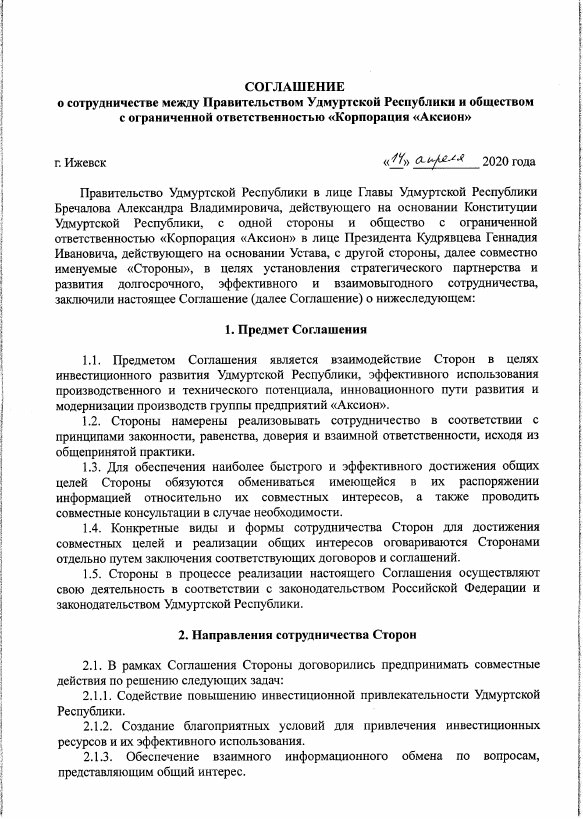 СОГЛАШЕНИЕ
о сотрудничестве между Правительством Удмуртской Республики и обществом
с ограниченной ответственностью «Корпорация «Аксион»
г. Ижевск «14» апреля 2020 года
Правительство Удмуртской Республики в лице Главы Удмуртской Республики
Бречалова Александра Владимировича, действующего на основании Конституции
Удмуртской Республики, с одной стороны и общество с ограниченной
ответственностью «Корпорация «Аксион» в лице Президента Кудрявцева Геннадия
Ивановича, действующего на основании Устава, с другой стороны, далее совместно
именуемые «Стороны», в целях установления стратегического партнерства и
развития долгосрочного, эффективного и взаимовыгодного сотрудничества,
заключили настоящее Соглашение (далее Соглашение) о нижеследующем:
1. Предмет Соглашения
1.1. Предметом Соглашения является взаимодействие Сторон в целях
инвестиционного развития Удмуртской Республики, эффективного использования
производственного и технического потенциала, инновационного пути развития и
модернизации производств группы предприятий «Аксион».
1.2. Стороны намерены реализовывать сотрудничество в соответствии с
принципами законности, равенства, доверия и взаимной ответственности, исходя из
общепринятой практики.
1.3. Для обеспечения наиболее быстрого и эффективного достижения общих
целей Стороны обязуются обмениваться имеющейся в их распоряжении
информацией относительно их совместных интересов, а также проводить
совместные консультации в случае необходимости.
1.4. Конкретные виды и формы сотрудничества Сторон для достижения
совместных целей и реализации общих интересов оговариваются Сторонами
отдельно путем заключения соответствующих договоров и соглашений.
1.5. Стороны в процессе реализации настоящего Соглашения осуществляют
свою деятельность в соответствии с законодательством Российской Федерации и
законодательством Удмуртской Республики.
2. Направления сотрудничества Сторон
2.1. В рамках Соглашения Стороны договорились предпринимать совместные
действия по решению следующих задач:
2.1.1. Содействие повышению инвестиционной привлекательности Удмуртской
Республики.
2.1.2. Создание благоприятных условий для привлечения инвестиционных
ресурсов и их эффективного использования.
2.1.3. Обеспечение взаимного информационного обмена по вопросам,
представляющим общий интерес.